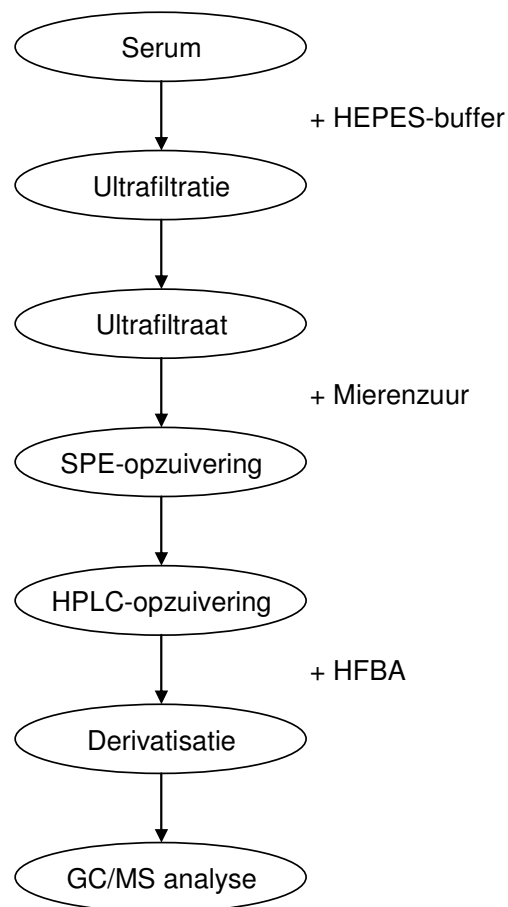 Serum
+ HEPES-buffer
Ultrafiltratie
Ultrafiltraat
+ Mierenzuur
SPE-opzuivering
HPLC-opzuivering
+ HFBA
Derivatisatie
GC/MS analyse